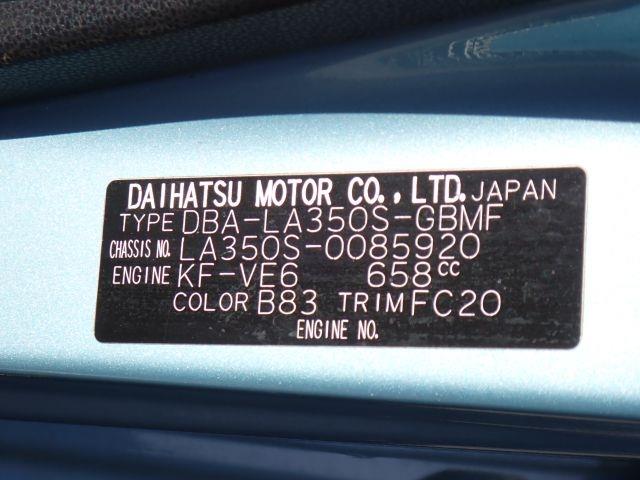 DAIHATSU MOTOR CO., LTD. JAPAN
TYPE DBA-LA350S-GBMF
CHASSIS NO. LA350S-0085920
ENGINE KF-VE6 658cc
COLOR B83 TRIM FC20
ENGINE NO.